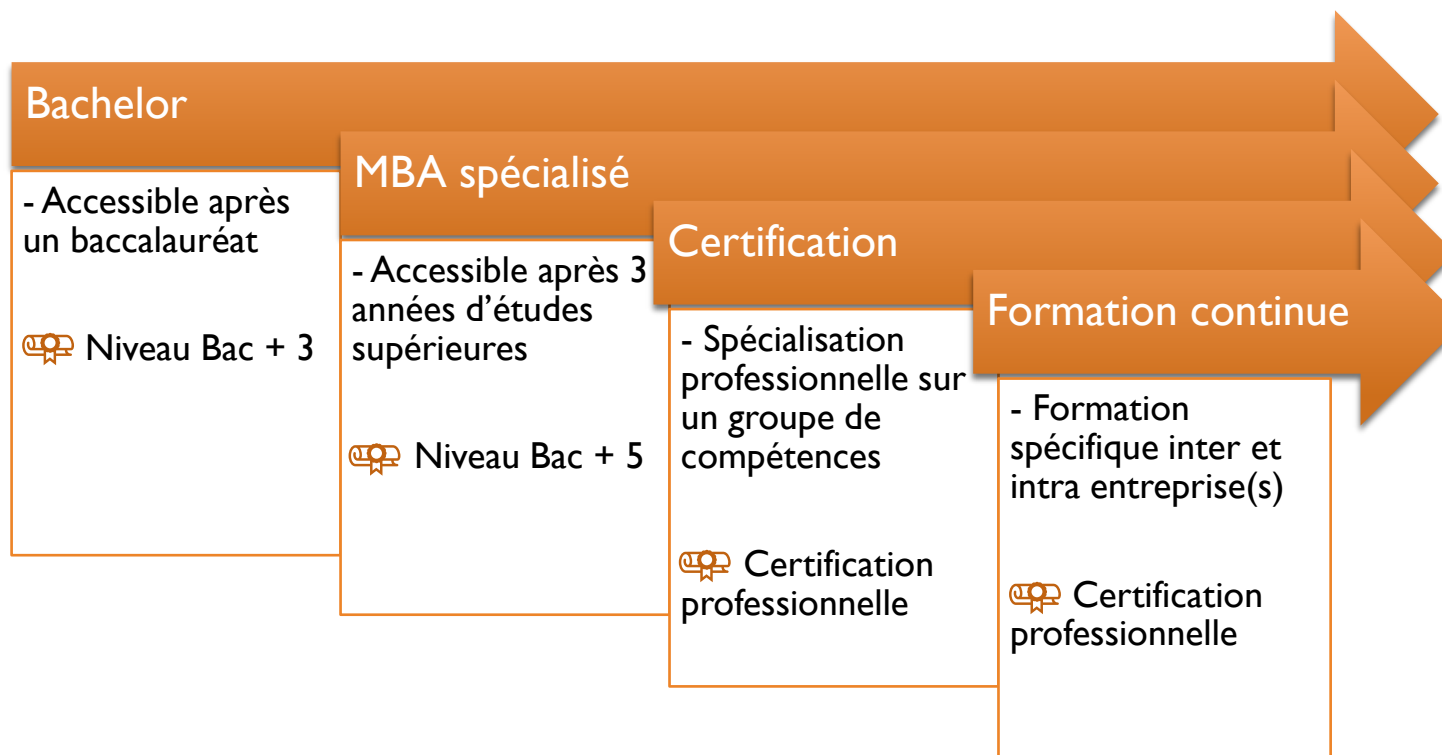 Bachelor
- Accessible après
un baccalauréat
Niveau Bac + 3
MBA spécialisé
- Accessible après 3
années d’études
supérieures
Niveau Bac + 5
Certification
- Spécialisation
professionnelle sur
un groupe de
compétences
Certification
professionnelle
Formation continue
- Formation
spécifique inter et
intra entreprise(s)
Certification
professionnelle